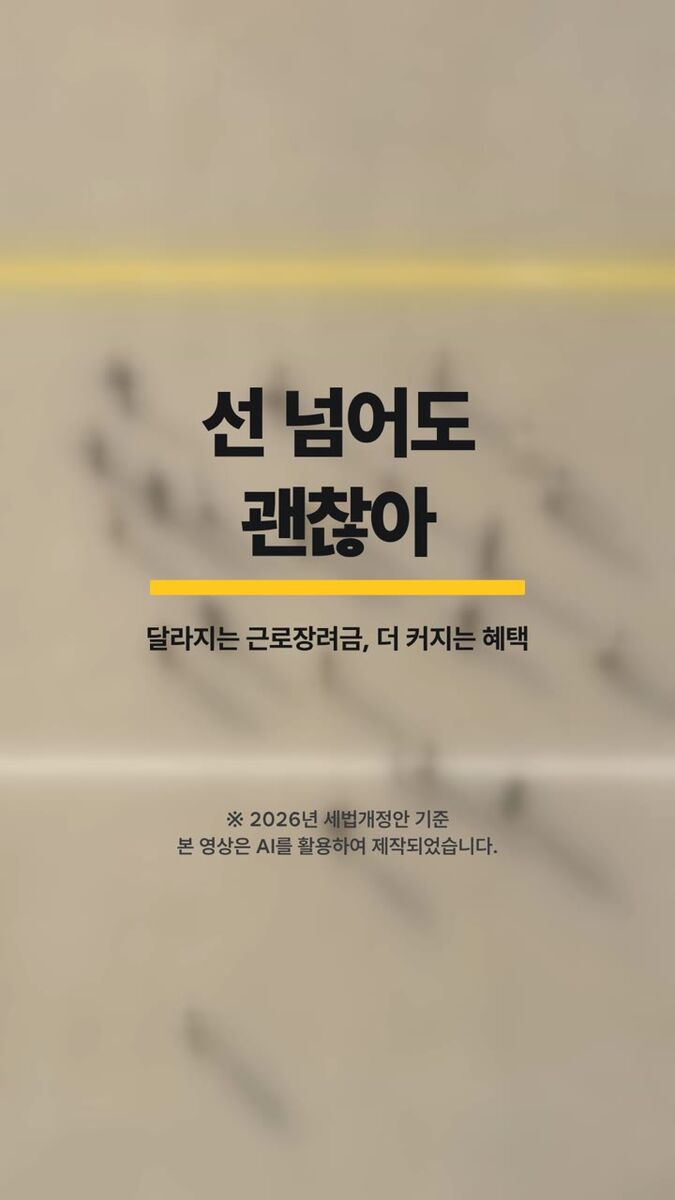 선 넘어도
괜찮아
달라지는 근로장려금, 더 커지는 혜택
※ 2026년 세법개정안 기준
본 영상은 AI를 활용하여 제작되었습니다.